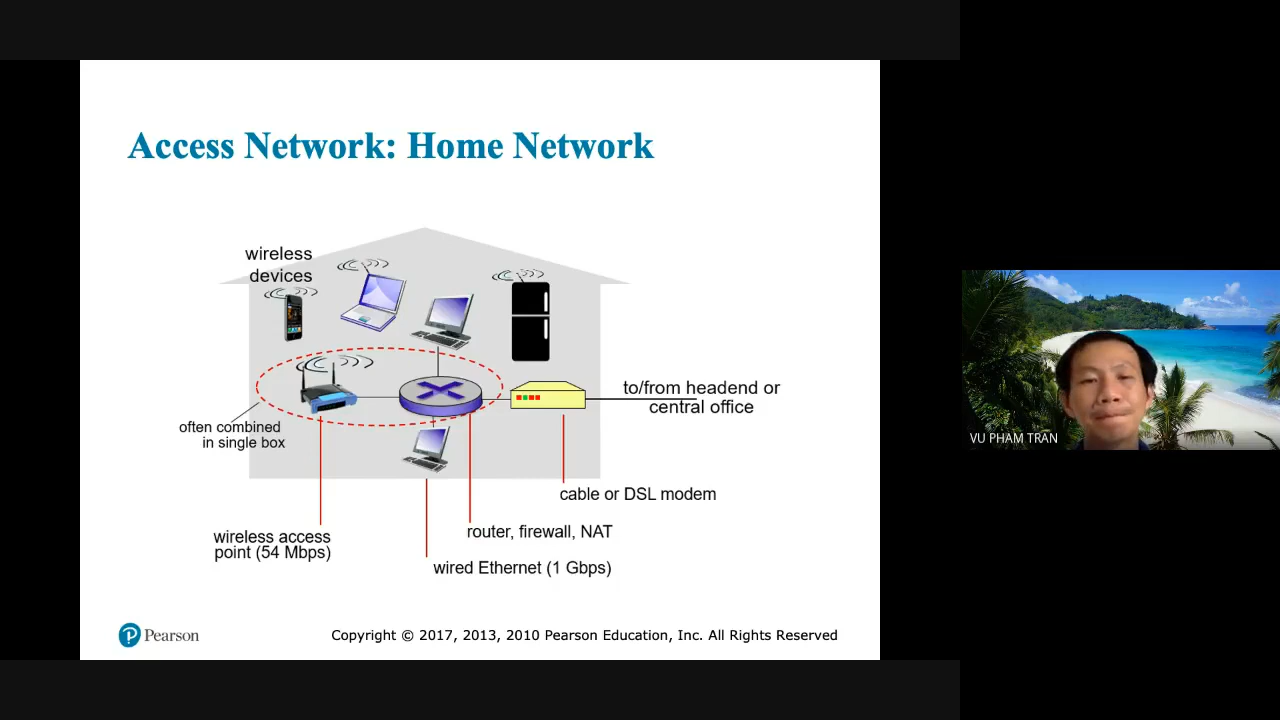 Access Network: Home Network
wireless
devices
to/from headend or
central office
often combined
in single box
cable or DSL modem
wireless access
point (54 Mbps)
router, firewall, NAT
wired Ethernet (1 Gbps)
Pearson
Copyright © 2017, 2013, 2010 Pearson Education, Inc. All Rights Reserved
VU PHAM TRAN